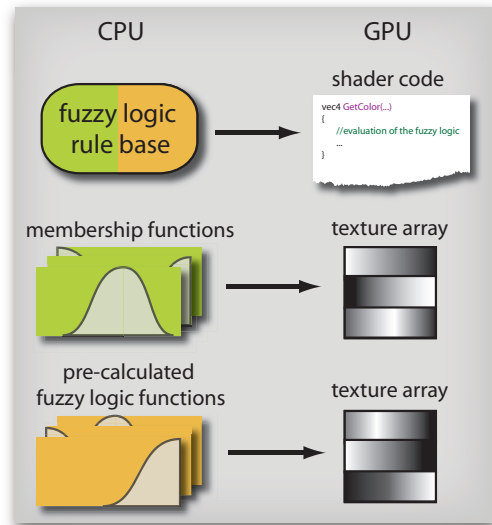 CPU
GPU
fuzzy logic
rule base
shader code
vec4 GetColor(...)
{
//evaluation of the fuzzy logic
...
}
membership functions
texture array
pre-calculated
fuzzy logic functions
texture array